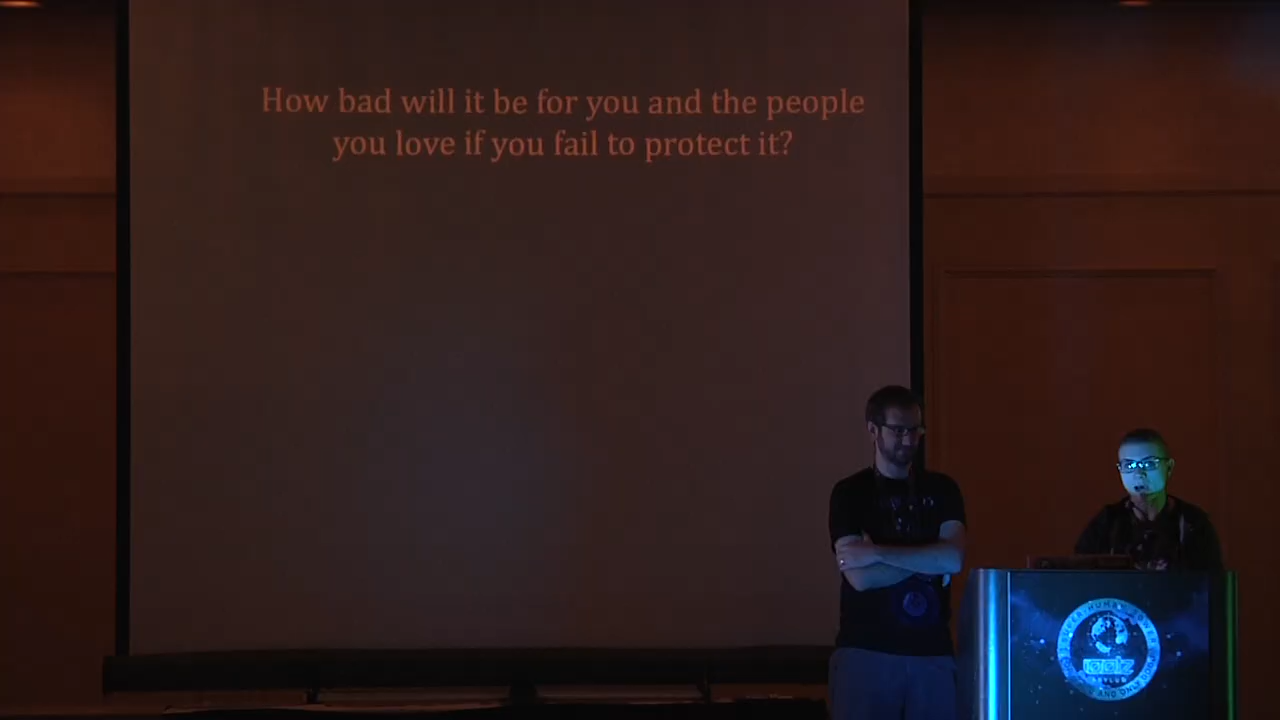 How bad will it be for you and the people
you love if you fail to protect it?